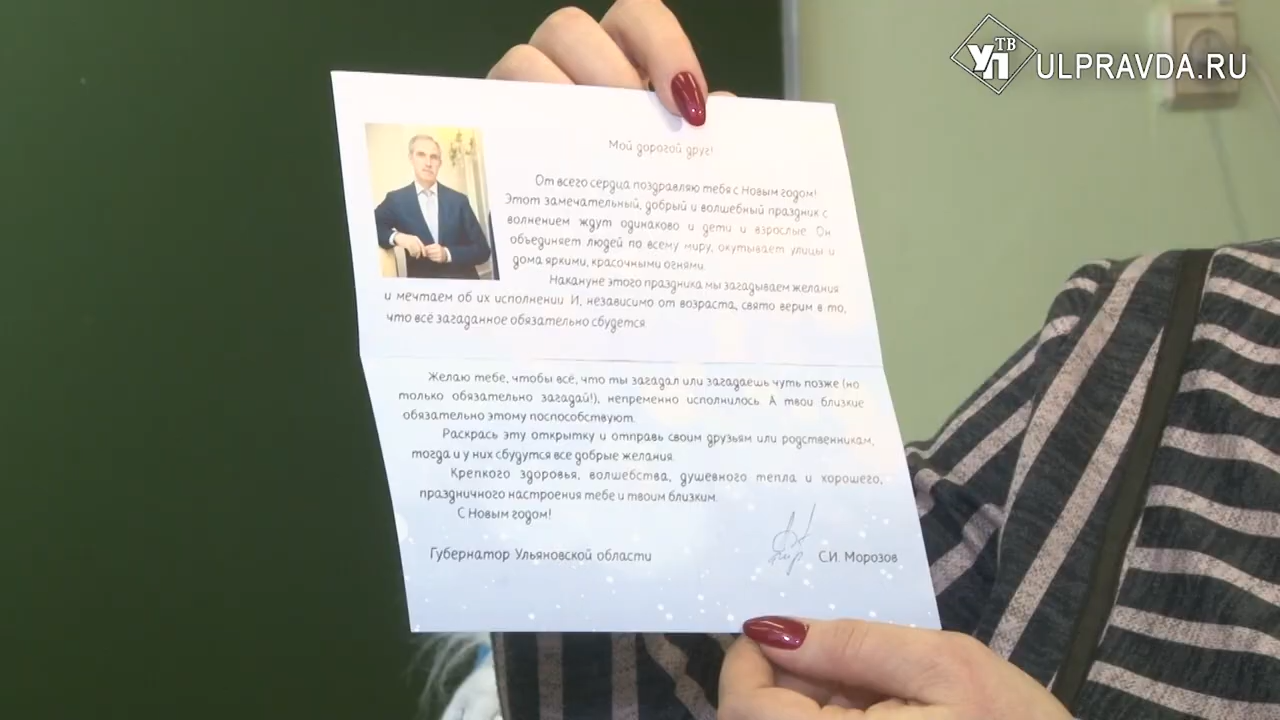 УП ТВ ULPRAVDA.RU
Мой дорогой друг!
От всего сердца поздравляю тебя с Новым годом!
Этот замечательный, добрый и волшебный праздник с
волнением ждут одинаково и дети и взрослые. Он
объединяет людей по всему миру, окутывает улицы и
дома яркими, красочными огнями.
Накануне этого праздника мы загадываем желания
и мечтаем об их исполнении. И, независимо от возраста, свято верим в то,
что всё загаданное обязательно сбудется.
Желаю тебе, чтобы всё, что ты загадал или загадаешь чуть позже (но
только обязательно загадай!), непременно исполнилось. А твои близкие
обязательно этому поспособствуют.
Раскрась эту открытку и отправь своим друзьям или родственникам,
тогда и у них сбудутся все добрые желания.
Крепкого здоровья, волшебства, душевного тепла и хорошего,
праздничного настроения тебе и твоим близким.
С Новым годом!
Губернатор Ульяновской области С.И. Морозов